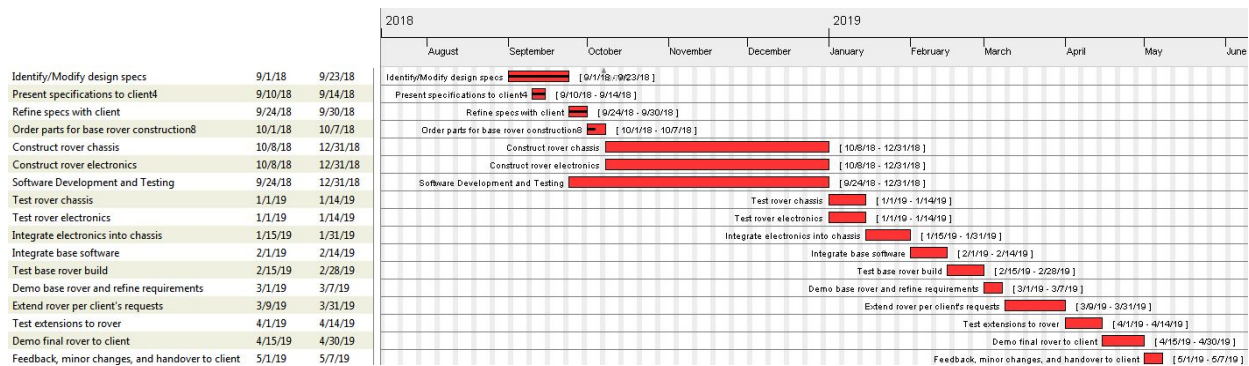 2018 2019
August September October November December January February March April May June
Identify/Modify design specs 9/1/18 9/23/18 Identify/Modify design specs [ 9/1/18 - 9/23/18 ]
Present specifications to client4 9/10/18 9/14/18 Present specifications to client4 [ 9/10/18 - 9/14/18 ]
Refine specs with client 9/24/18 9/30/18 Refine specs with client [ 9/24/18 - 9/30/18 ]
Order parts for base rover construction8 10/1/18 10/7/18 Order parts for base rover construction8 [ 10/1/18 - 10/7/18 ]
Construct rover chassis 10/8/18 12/31/18 Construct rover chassis [ 10/8/18 - 12/31/18 ]
Construct rover electronics 10/8/18 12/31/18 Construct rover electronics [ 10/8/18 - 12/31/18 ]
Software Development and Testing 9/24/18 12/31/18 Software Development and Testing [ 9/24/18 - 12/31/18 ]
Test rover chassis 1/1/19 1/14/19 Test rover chassis [ 1/1/19 - 1/14/19 ]
Test rover electronics 1/1/19 1/14/19 Test rover electronics [ 1/1/19 - 1/14/19 ]
Integrate electronics into chassis 1/15/19 1/31/19 Integrate electronics into chassis [ 1/15/19 - 1/31/19 ]
Integrate base software 2/1/19 2/14/19 Integrate base software [ 2/1/19 - 2/14/19 ]
Test base rover build 2/15/19 2/28/19 Test base rover build [ 2/15/19 - 2/28/19 ]
Demo base rover and refine requirements 3/1/19 3/7/19 Demo base rover and refine requirements [ 3/1/19 - 3/7/19 ]
Extend rover per client's requests 3/9/19 3/31/19 Extend rover per client's requests [ 3/9/19 - 3/31/19 ]
Test extensions to rover 4/1/19 4/14/19 Test extensions to rover [ 4/1/19 - 4/14/19 ]
Demo final rover to client 4/15/19 4/30/19 Demo final rover to client [ 4/15/19 - 4/30/19 ]
Feedback, minor changes, and handover to client 5/1/19 5/7/19 Feedback, minor changes, and handover to client [ 5/1/19 - 5/7/19 ]